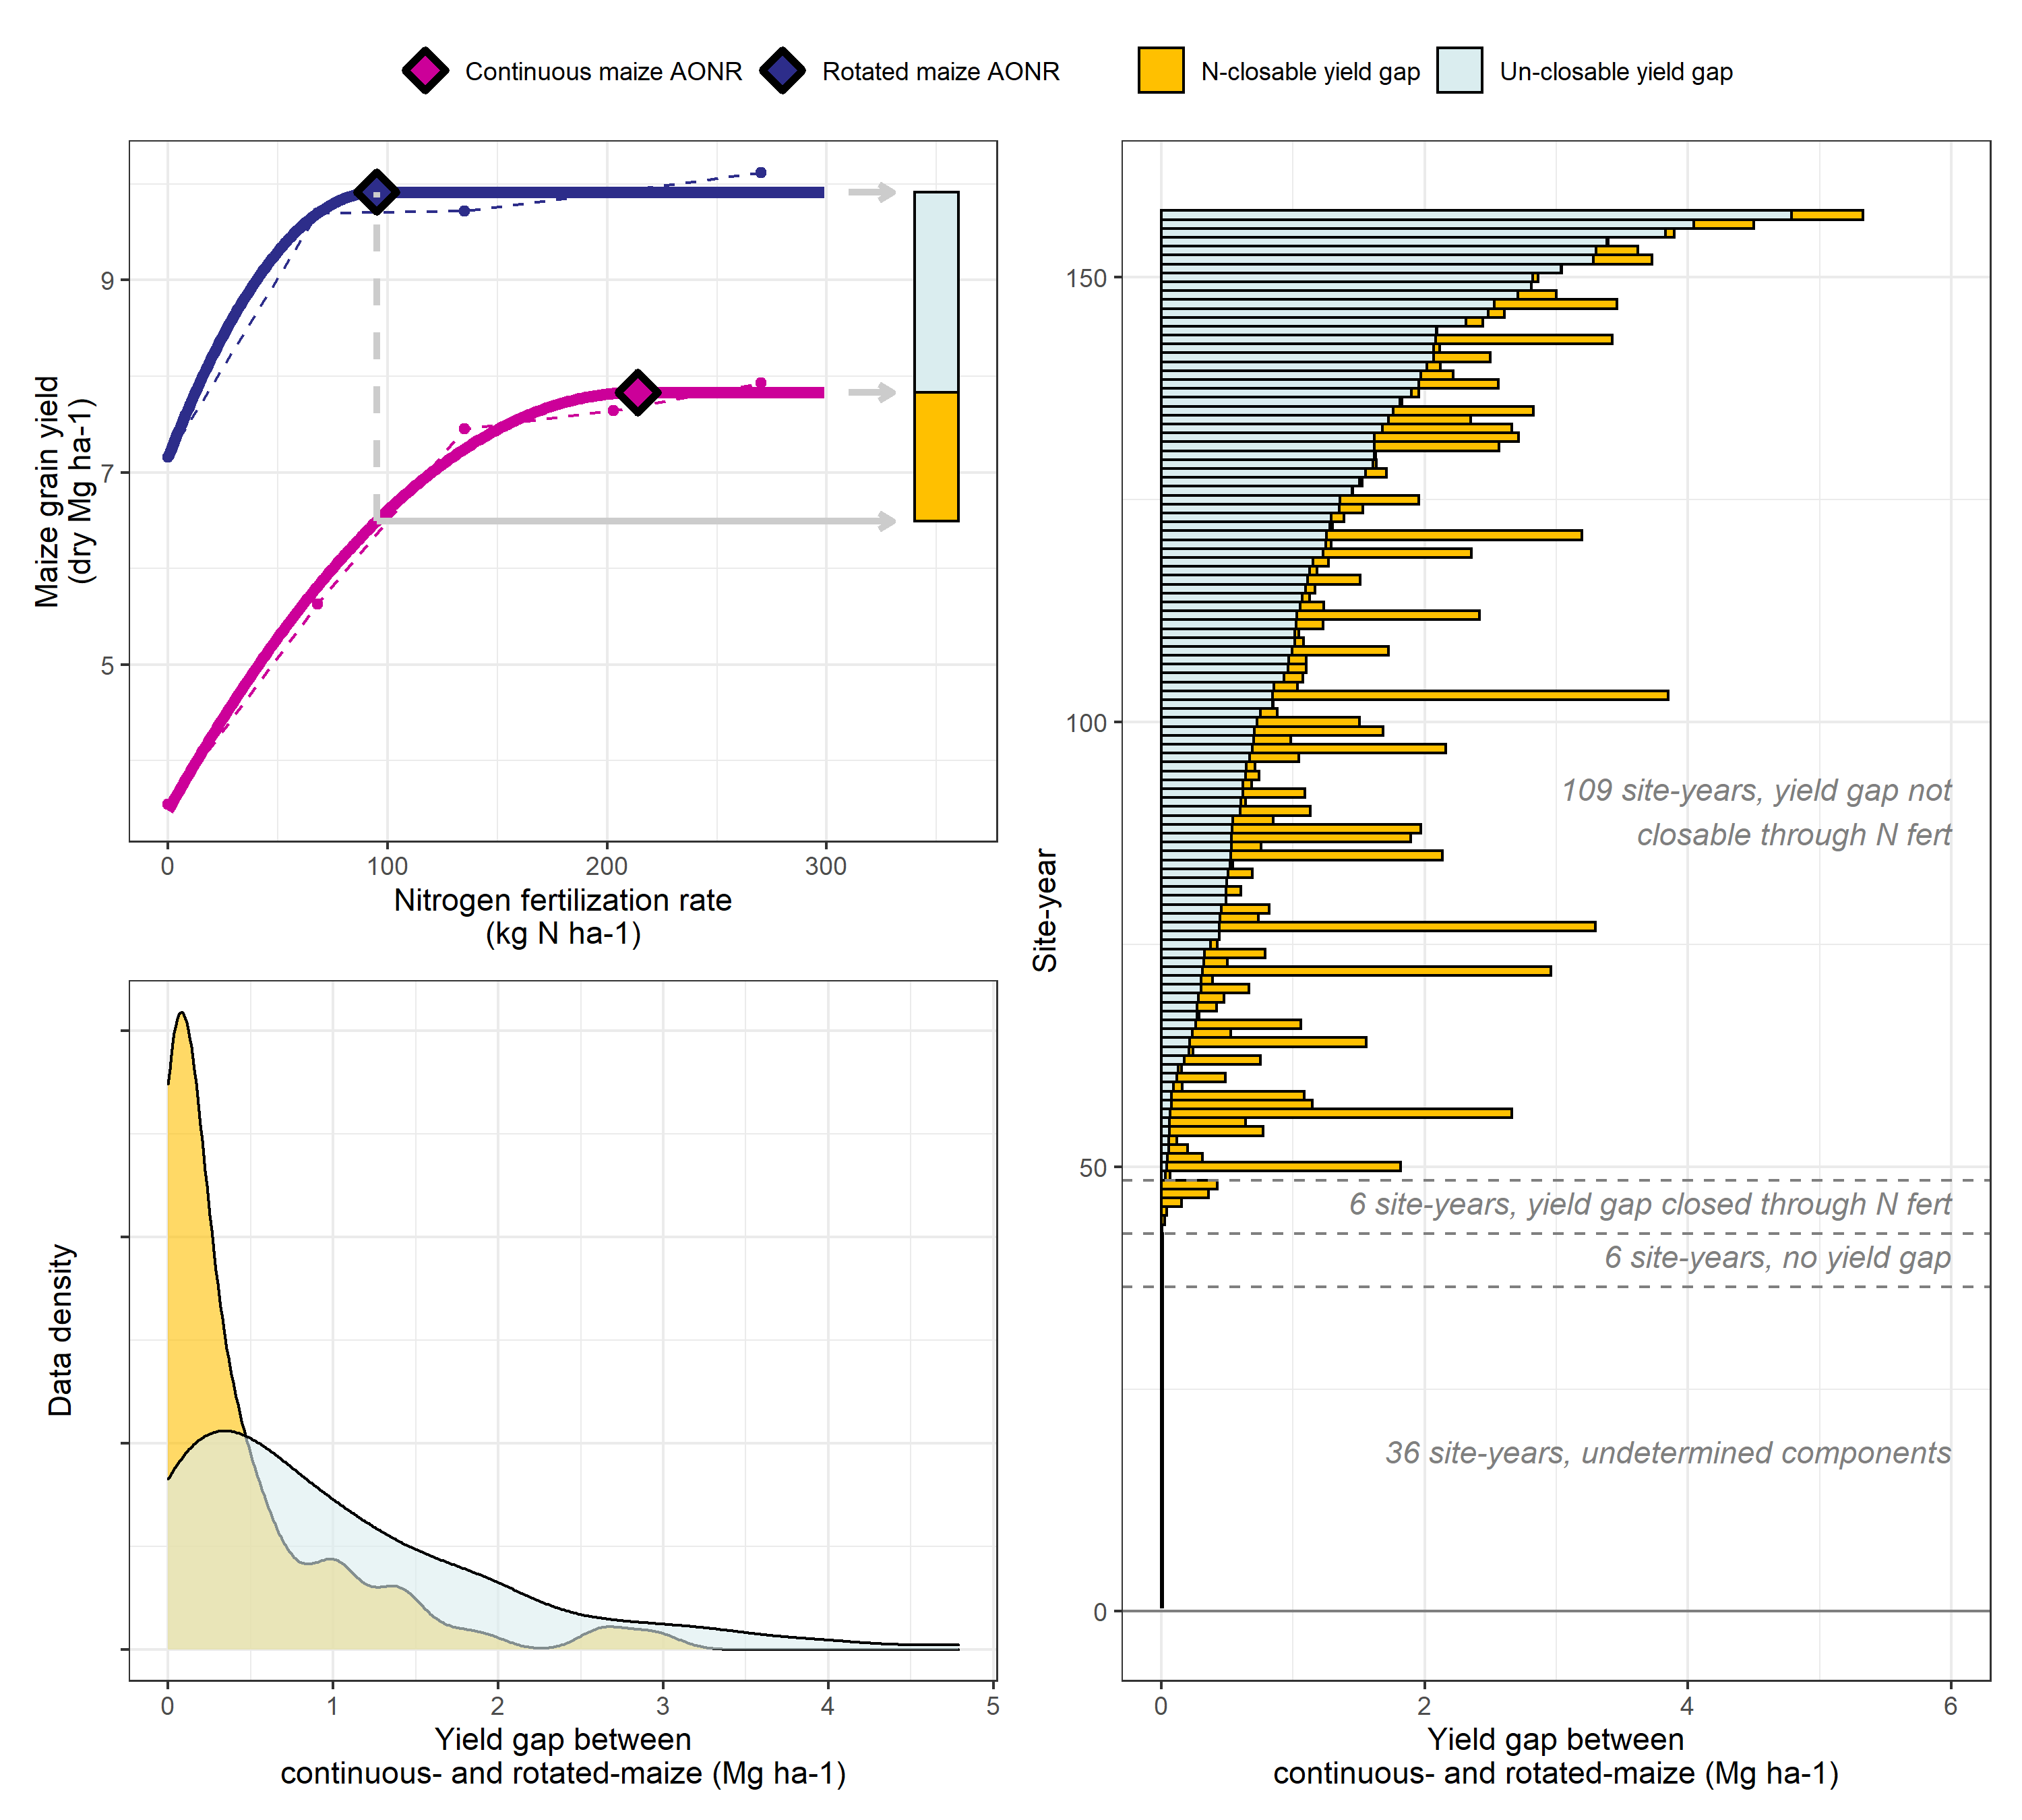 Continuous maize AONR
Rotated maize AONR
N-closable yield gap
Un-closable yield gap
Maize grain yield
(dry Mg ha-1)
9
7
5
0
100
200
300
Nitrogen fertilization rate
(kg N ha-1)
Data density
0
1
2
3
4
5
Yield gap between
continuous- and rotated-maize (Mg ha-1)
Site-year
150
100
50
0
109 site-years, yield gap not
closable through N fert
6 site-years, yield gap closed through N fert
6 site-years, no yield gap
36 site-years, undetermined components
0
2
4
6
Yield gap between
continuous- and rotated-maize (Mg ha-1)